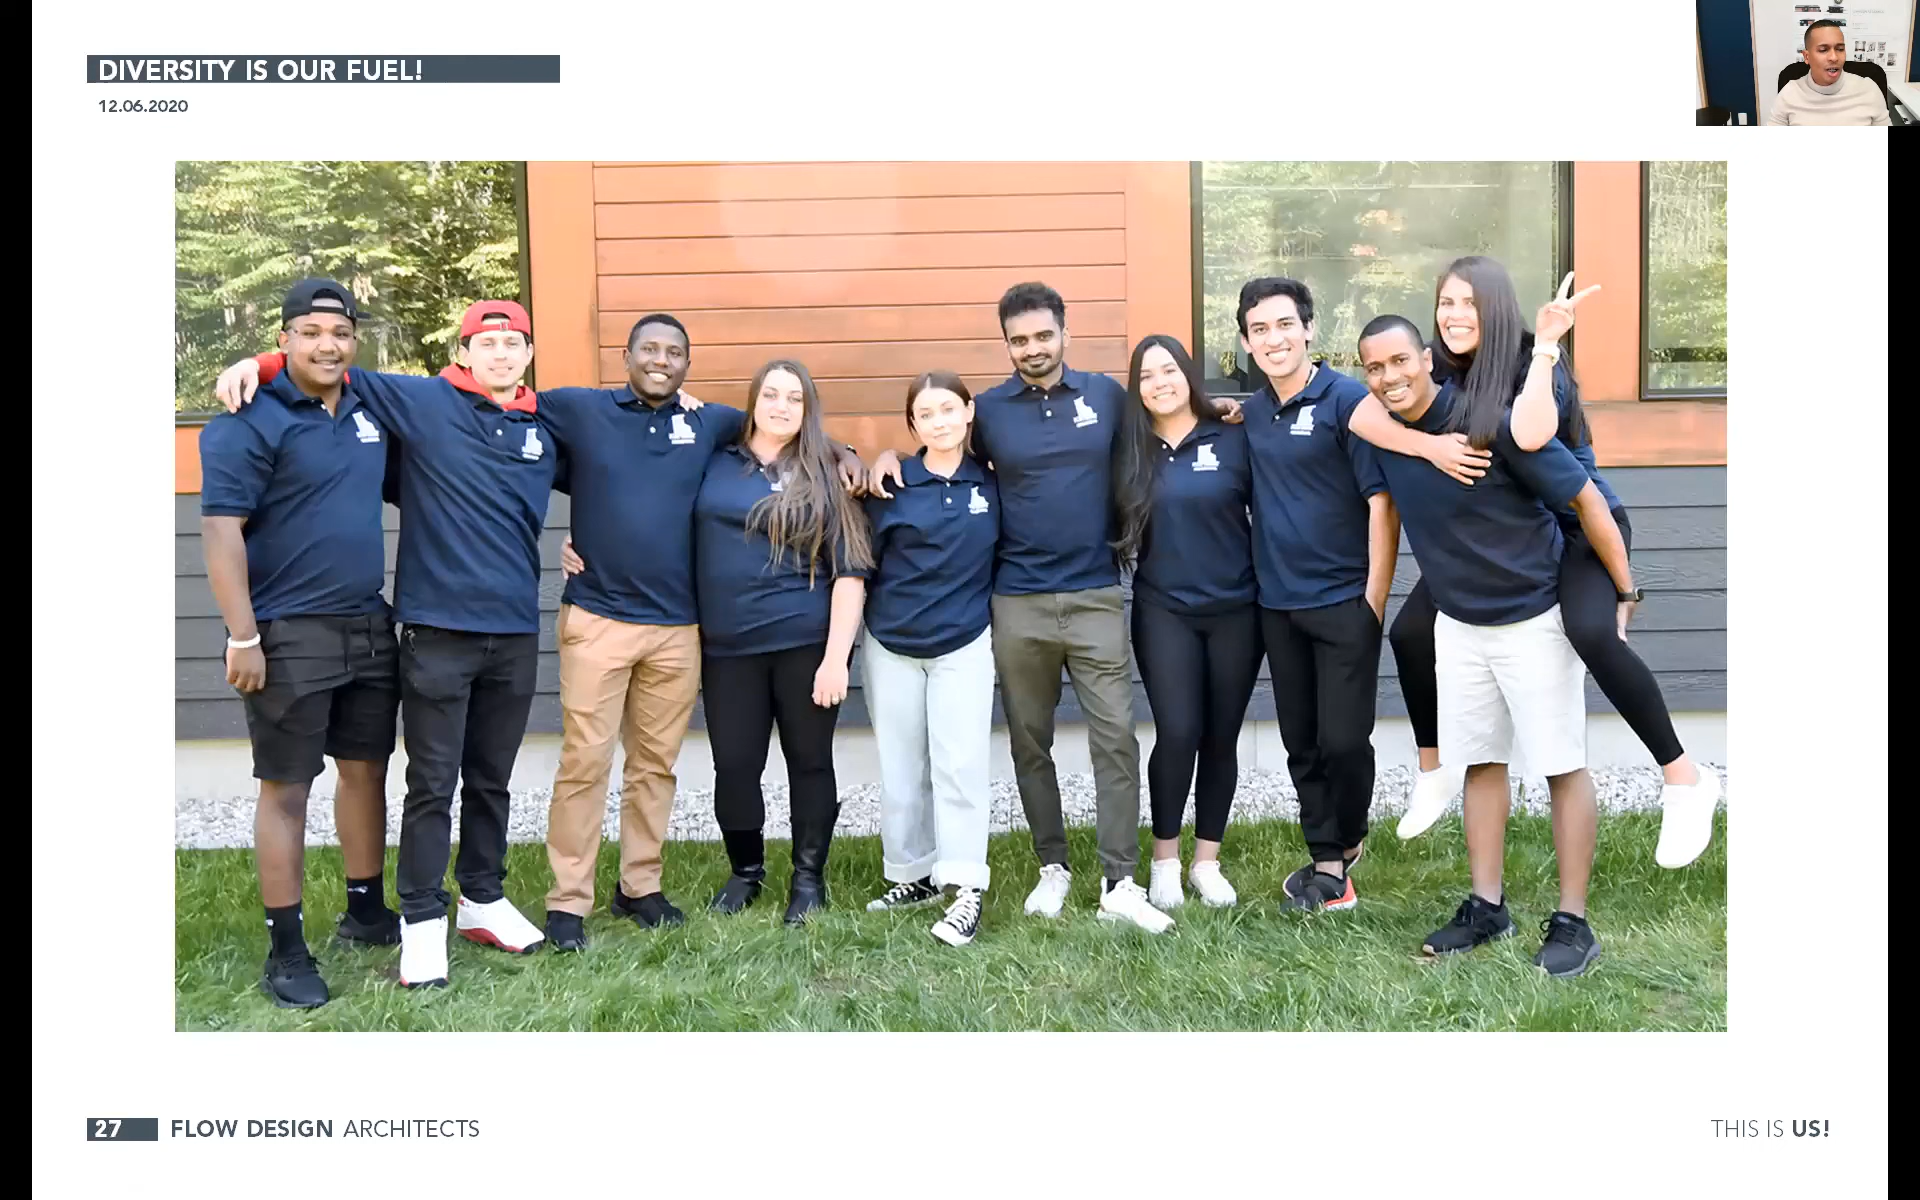 DIVERSITY IS OUR FUEL!
12.06.2020
27 FLOW DESIGN ARCHITECTS
THIS IS US!